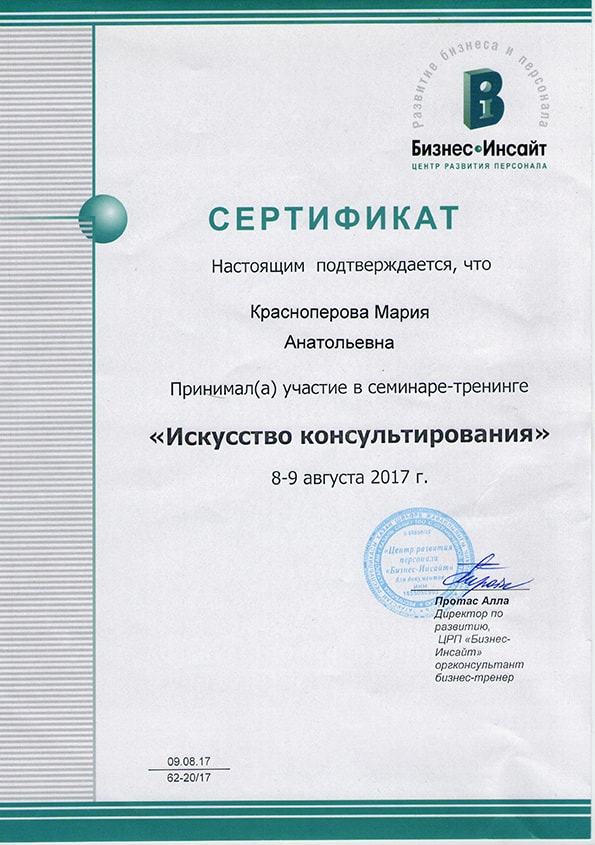 Развитие бизнеса и персонала
Бизнес•Инсайт
ЦЕНТР РАЗВИТИЯ ПЕРСОНАЛА
СЕРТИФИКАТ
Настоящим подтверждается, что
Красноперова Мария
Анатольевна
Принимал(а) участие в семинаре-тренинге
«Искусство консультирования»
8-9 августа 2017 г.
«Центр развития
персонала
«Бизнес-Инсайт»
для документов
Протас Алла
Директор по
развитию,
ЦРП «Бизнес-
Инсайт»
оргконсультант
бизнес-тренер
09.08.17
62-20/17